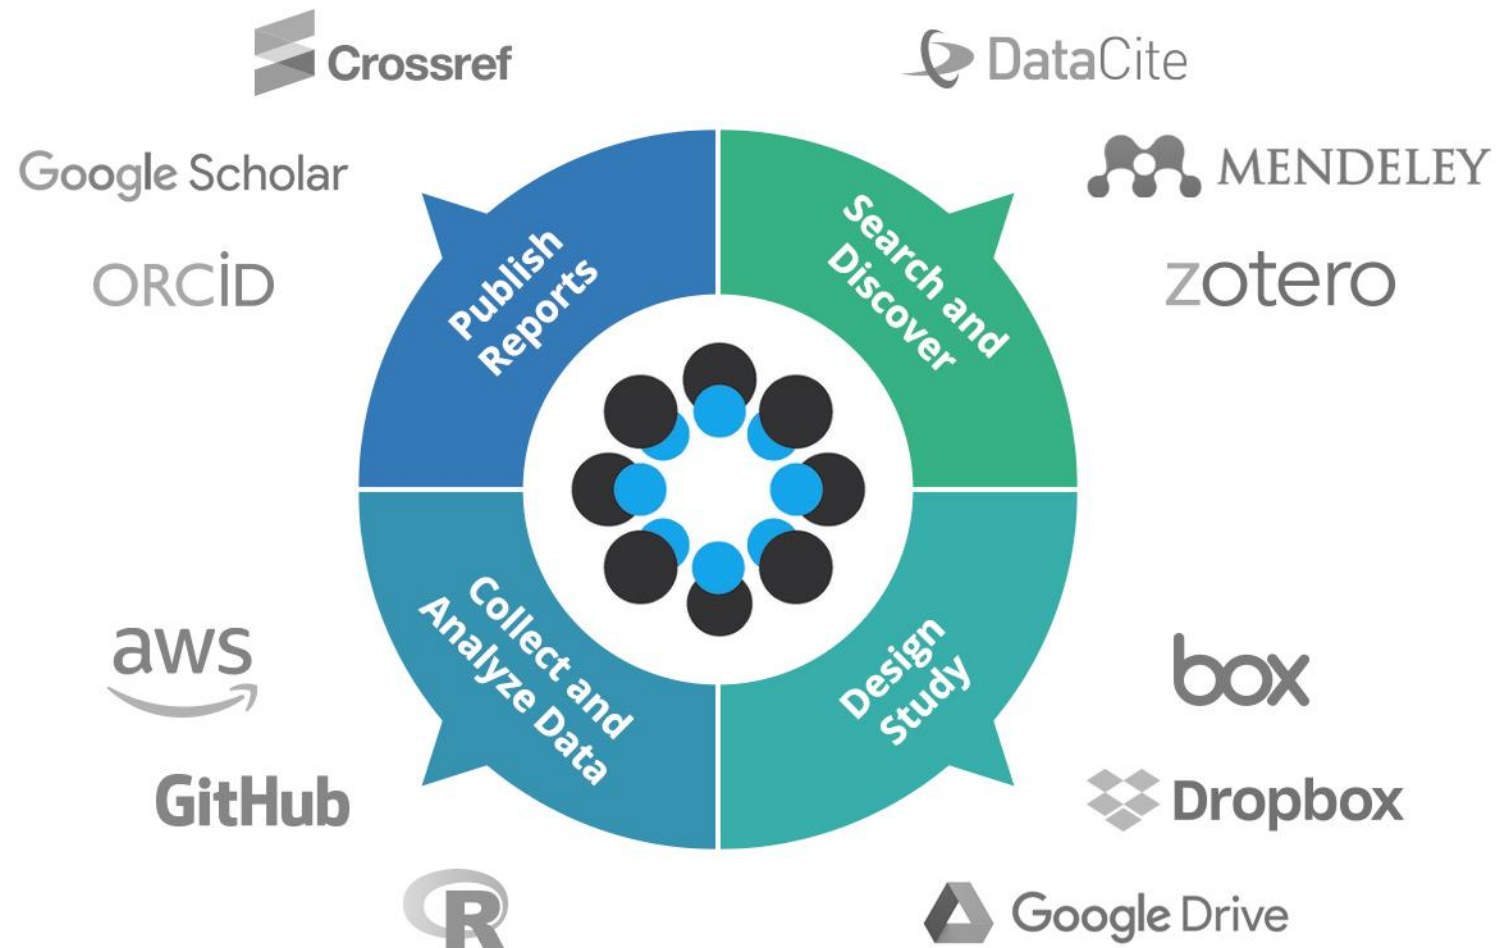 Crossref
DataCite
Google Scholar
MENDELEY
ORCiD
zotero
Publish
Reports
Search and
Discover
Collect and
Analyze Data
Design
Study
aws
box
GitHub
Dropbox
R
Google Drive